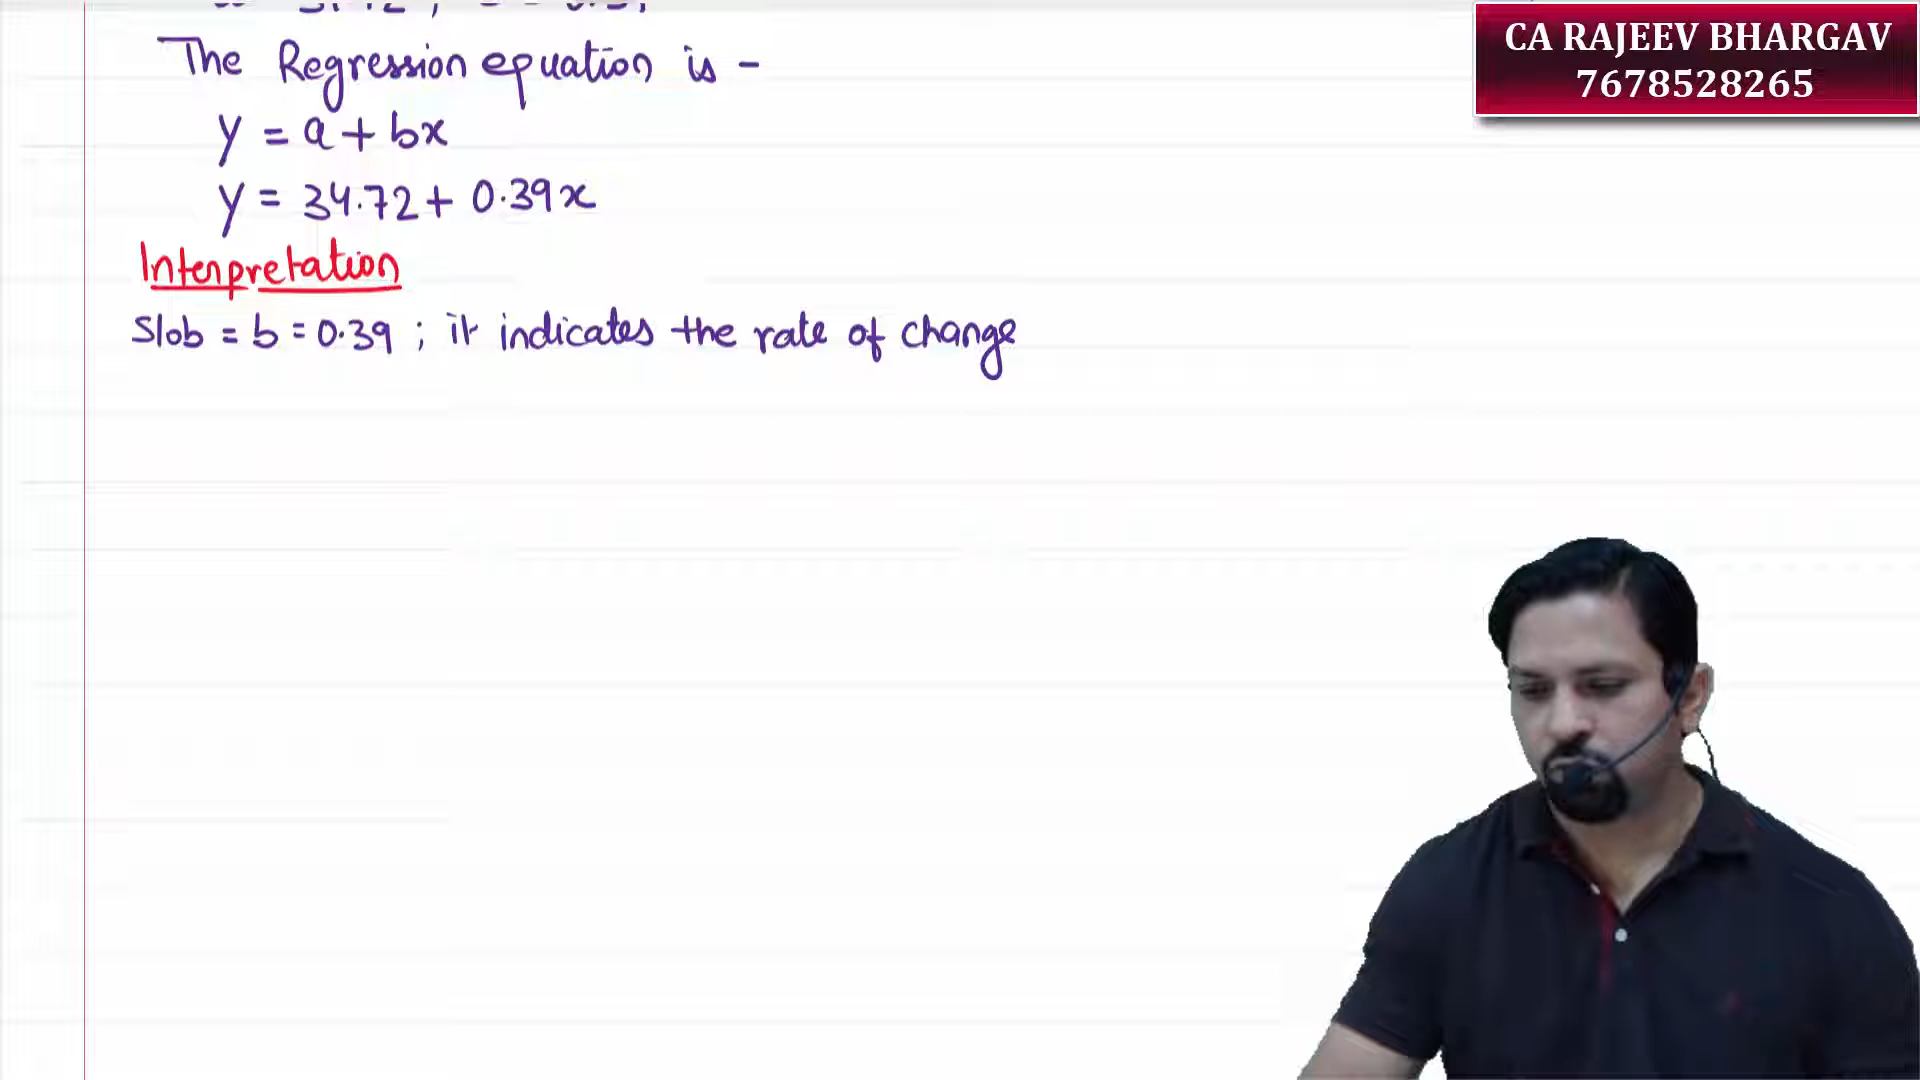 CA RAJEEV BHARGAV
7678528265
The Regression equation is -
y = a + bx
y = 34.72 + 0.39x
Interpretation
Slob = b = 0.39 ; it indicates the rate of change